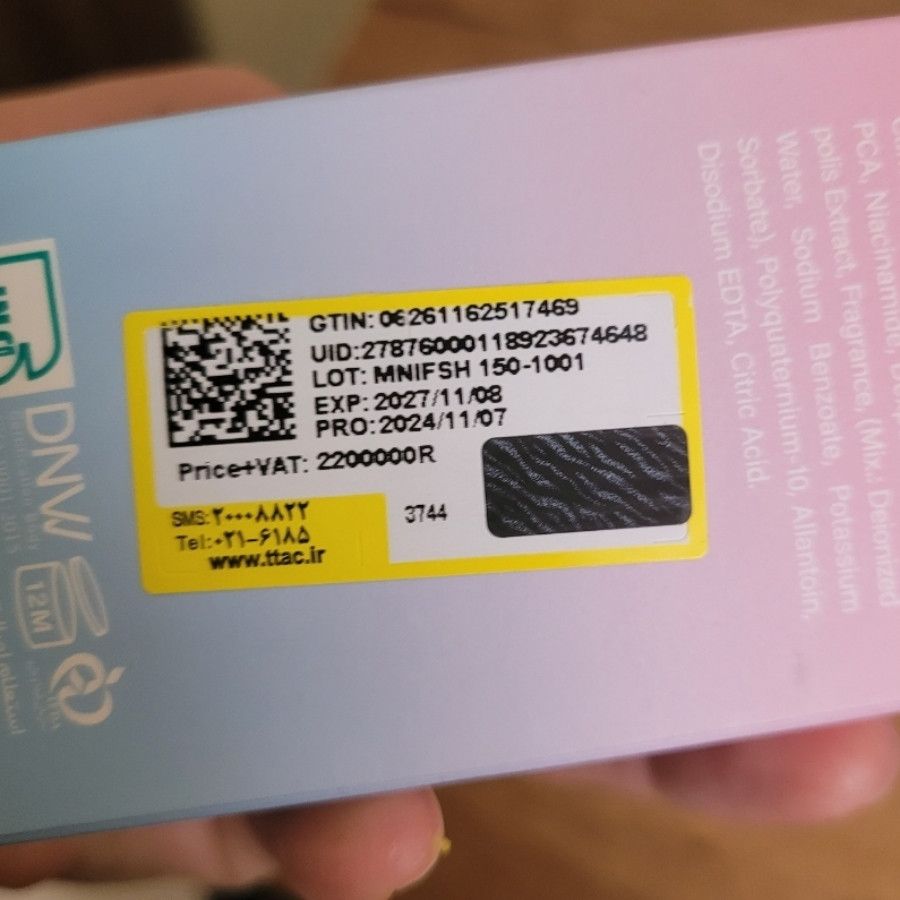 GTIN: 06261162517469
UID:27876000118923674648
LOT: MNIFSH 150-1001
EXP: 2027/11/08
PRO: 2024/11/07
Price+VAT: 2200000R
SMS:۲۰۰۰۸۸۲۲
Tel:۰۲۱-۶۱۸۵
www.ttac.ir
3744
PCA, Niacinamide,
polis Extract, Fragrance, (Mix.: Deionized
Water, Sodium Benzoate, Potassium
Sorbate), Polyquaternium-10, Allantoin,
Disodium EDTA, Citric Acid.
DNW
12M